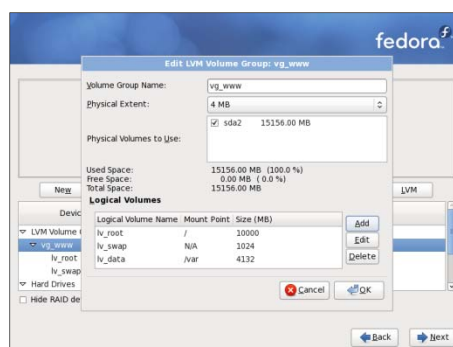 fedora
Edit LVM Volume Group: vg_www
Volume Group Name: vg_www
Physical Extent: 4 MB
Physical Volumes to Use:
sda2 15156.00 MB
Used Space: 15156.00 MB (100.0 %)
Free Space: 0.00 MB (0.0 %)
Total Space: 15156.00 MB
Logical Volumes
Logical Volume Name Mount Point Size (MB)
lv_root / 10000
lv_swap N/A 1024
lv_data /var 4132
Add
Edit
Delete
Cancel OK
New LVM
Devic
LVM Volume
vg_www
lv_root
lv_swap
Hard Drives
Hide RAID de
Back Next